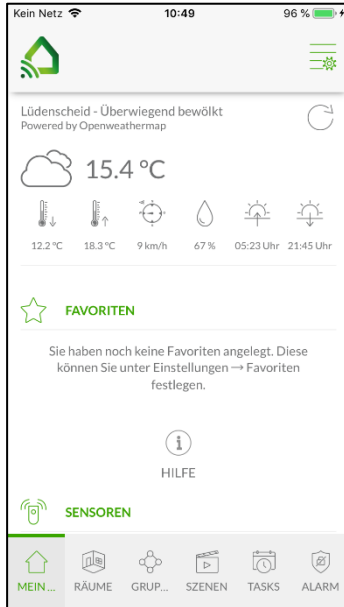 Kein Netz 10:49 96 %
Lüdenscheid - Überwiegend bewölkt
Powered by Openweathermap
15.4 °C
12.2 °C 18.3 °C 9 km/h 67 % 05:23 Uhr 21:45 Uhr
FAVORITEN
Sie haben noch keine Favoriten angelegt. Diese
können Sie unter Einstellungen → Favoriten
festlegen.
HILFE
SENSOREN
MEIN ... RÄUME GRUP... SZENEN TASKS ALARM